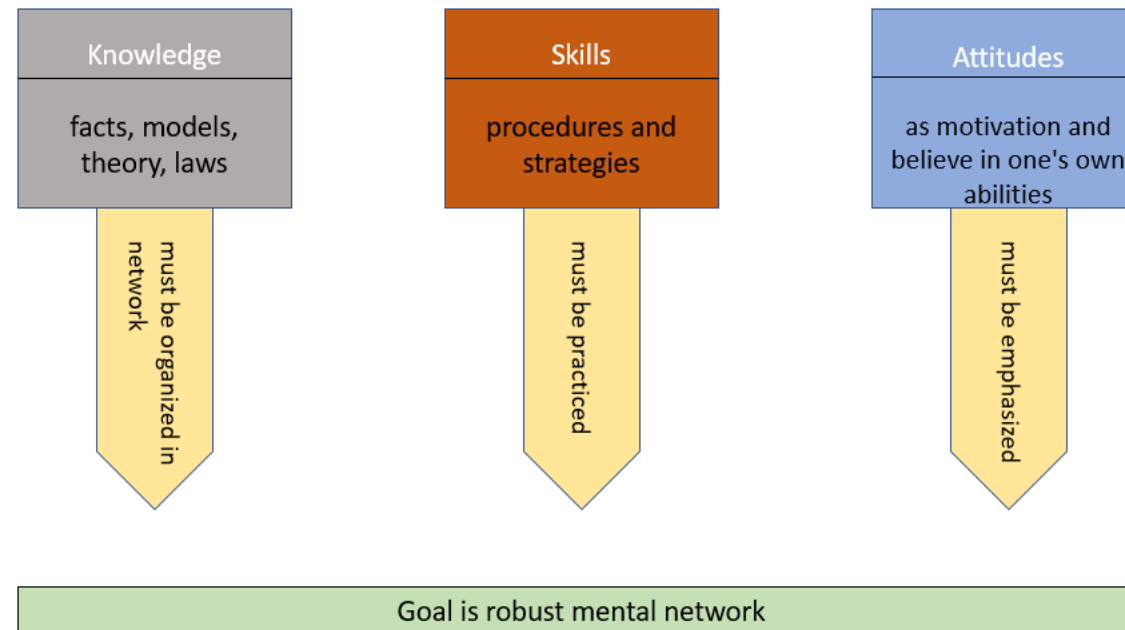 Knowledge
facts, models,
theory, laws
must be organized in
network
Skills
procedures and
strategies
must be practiced
Attitudes
as motivation and
believe in one's own
abilities
must be emphasized
Goal is robust mental network